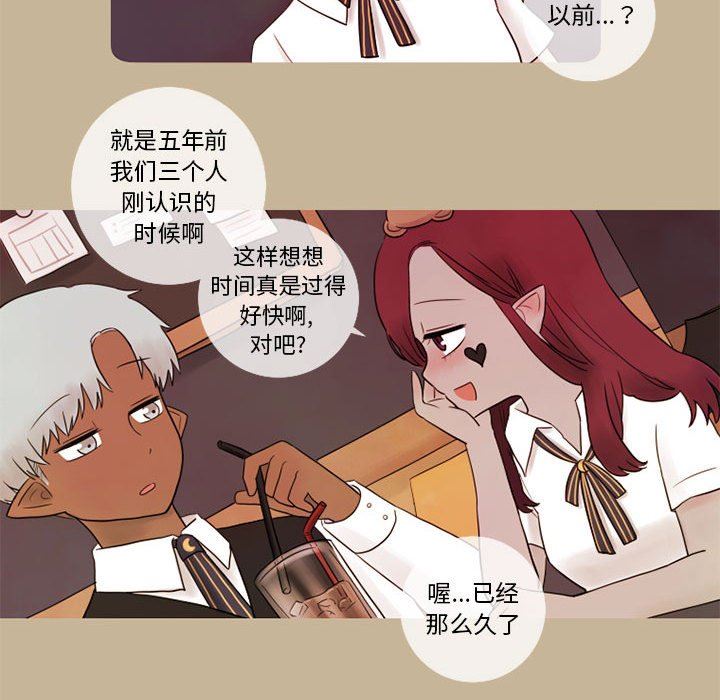 以前...？
就是五年前
我们三个人
刚认识的
时候啊
这样想想
时间真是过得
好快啊,
对吧?
喔...已经
那么久了